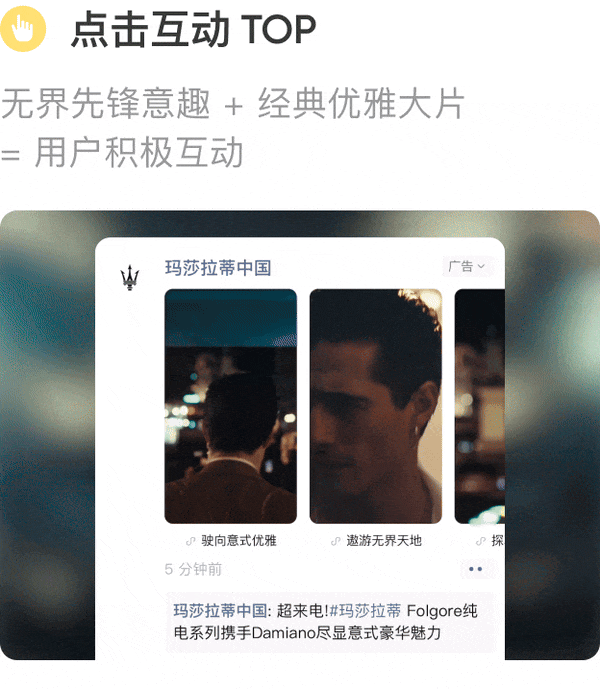 点击互动 TOP
无界先锋意趣 + 经典优雅大片
= 用户积极互动
玛莎拉蒂中国
广告
驶向意式优雅
遨游无界天地
探
5 分钟前
玛莎拉蒂中国: 超来电!#玛莎拉蒂 Folgore纯
电系列携手Damiano尽显意式豪华魅力